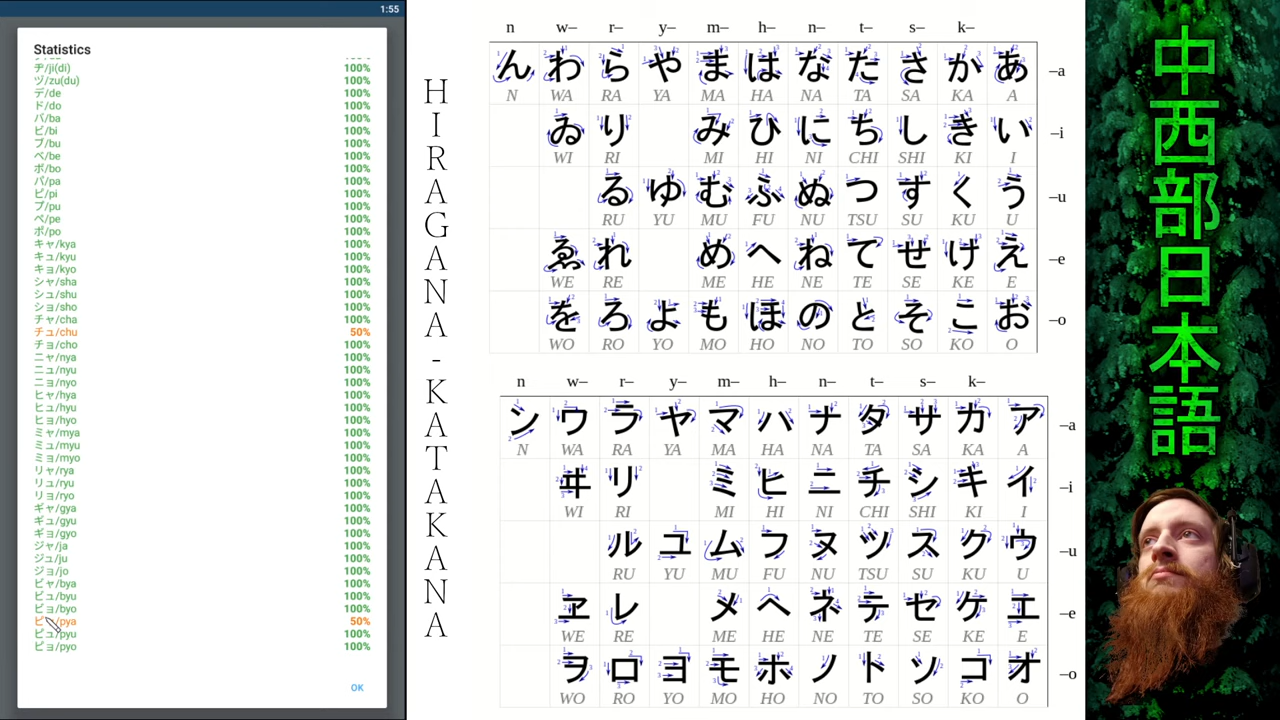 1:55
Statistics
ヂ/ji(di) 100%
ヅ/zu(du) 100%
デ/de 100%
ド/do 100%
バ/ba 100%
ビ/bi 100%
ブ/bu 100%
ベ/be 100%
ボ/bo 100%
パ/pa 100%
ピ/pi 100%
プ/pu 100%
ペ/pe 100%
ポ/po 100%
キャ/kya 100%
キュ/kyu 100%
キョ/kyo 100%
シャ/sha 100%
シュ/shu 100%
ショ/sho 100%
チャ/cha 100%
チュ/chu 50%
チョ/cho 100%
ニャ/nya 100%
ニュ/nyu 100%
ニョ/nyo 100%
ヒャ/hya 100%
ヒュ/hyu 100%
ヒョ/hyo 100%
ミャ/mya 100%
ミュ/myu 100%
ミョ/myo 100%
リャ/rya 100%
リュ/ryu 100%
リョ/ryo 100%
ギャ/gya 100%
ギュ/gyu 100%
ギョ/gyo 100%
ジャ/ja 100%
ジュ/ju 100%
ジョ/jo 100%
ビャ/bya 100%
ビュ/byu 100%
ビョ/byo 100%
/pya 50%
ピュ/pyu 100%
ピョ/pyo 100%
OK
HIRAGANA - KATAKANA
n w– r– y– m– h– n– t– s– k–
ん わ ら や ま は な た さ か あ –a
N WA RA YA MA HA NA TA SA KA A
ゐ り み ひ に ち し き い –i
WI RI MI HI NI CHI SHI KI I
る ゆ む ふ ぬ つ す く う –u
RU YU MU FU NU TSU SU KU U
ゑ れ め へ ね て せ け え –e
WE RE ME HE NE TE SE KE E
を ろ よ も ほ の と そ こ お –o
WO RO YO MO HO NO TO SO KO O
n w– r– y– m– h– n– t– s– k–
ン ワ ラ ヤ マ ハ ナ タ サ カ ア –a
N WA RA YA MA HA NA TA SA KA A
ヰ リ ミ ヒ ニ チ シ キ イ –i
WI RI MI HI NI CHI SHI KI I
ル ユ ム フ ヌ ツ ス ク ウ –u
RU YU MU FU NU TSU SU KU U
ヱ レ メ ヘ ネ テ セ ケ エ –e
WE RE ME HE NE TE SE KE E
ヲ ロ ヨ モ ホ ノ ト ソ コ オ –o
WO RO YO MO HO NO TO SO KO O
中西部日本語